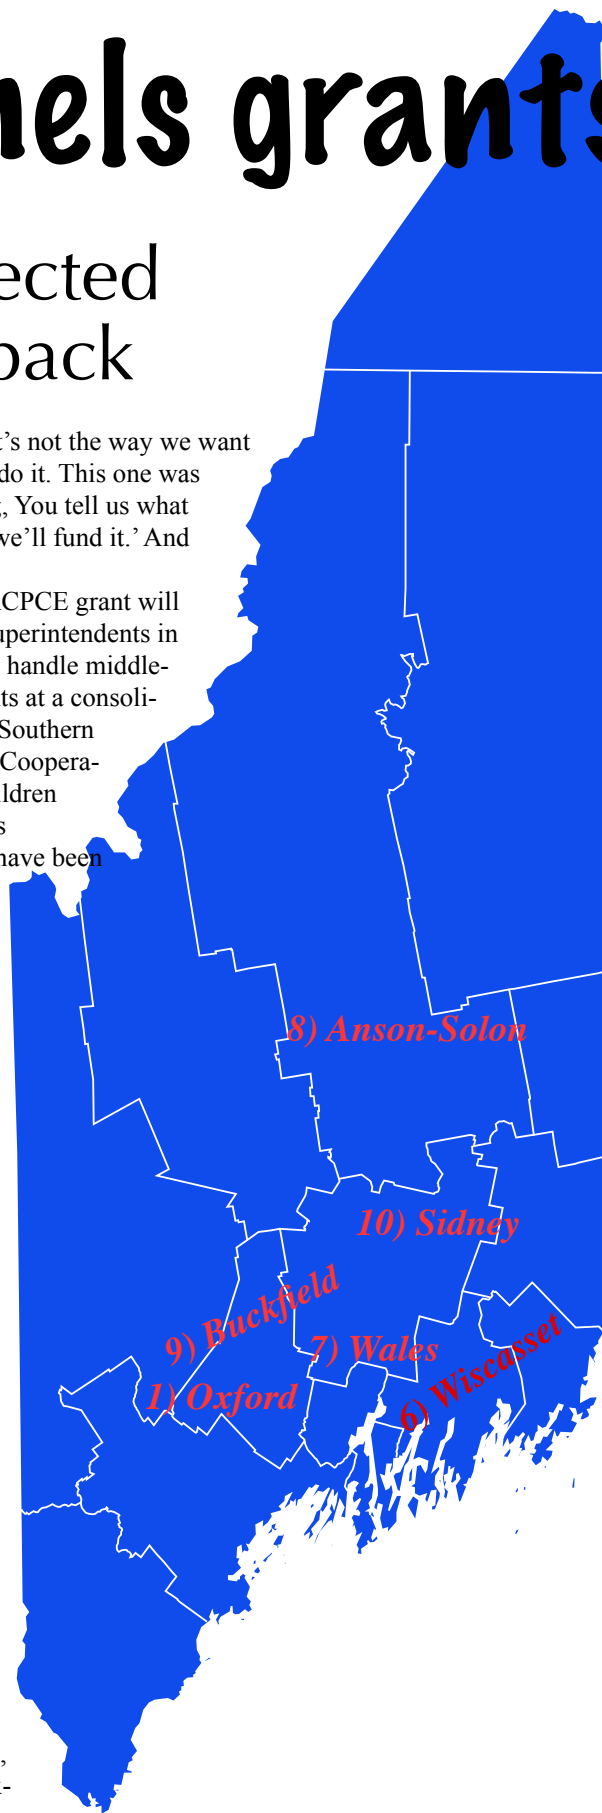 nels grants
ected
back
t’s not the way we want
do it. This one was
, You tell us what
we’ll fund it.’ And
CPCE grant will
uperintendents in
handle middle-
ts at a consoli-
Southern
Coopera-
ldren
s
have been
8) Anson-Solon
10) Sidney
9) Buckfield
7) Wales
6) Wiscasset
1) Oxford
,
-